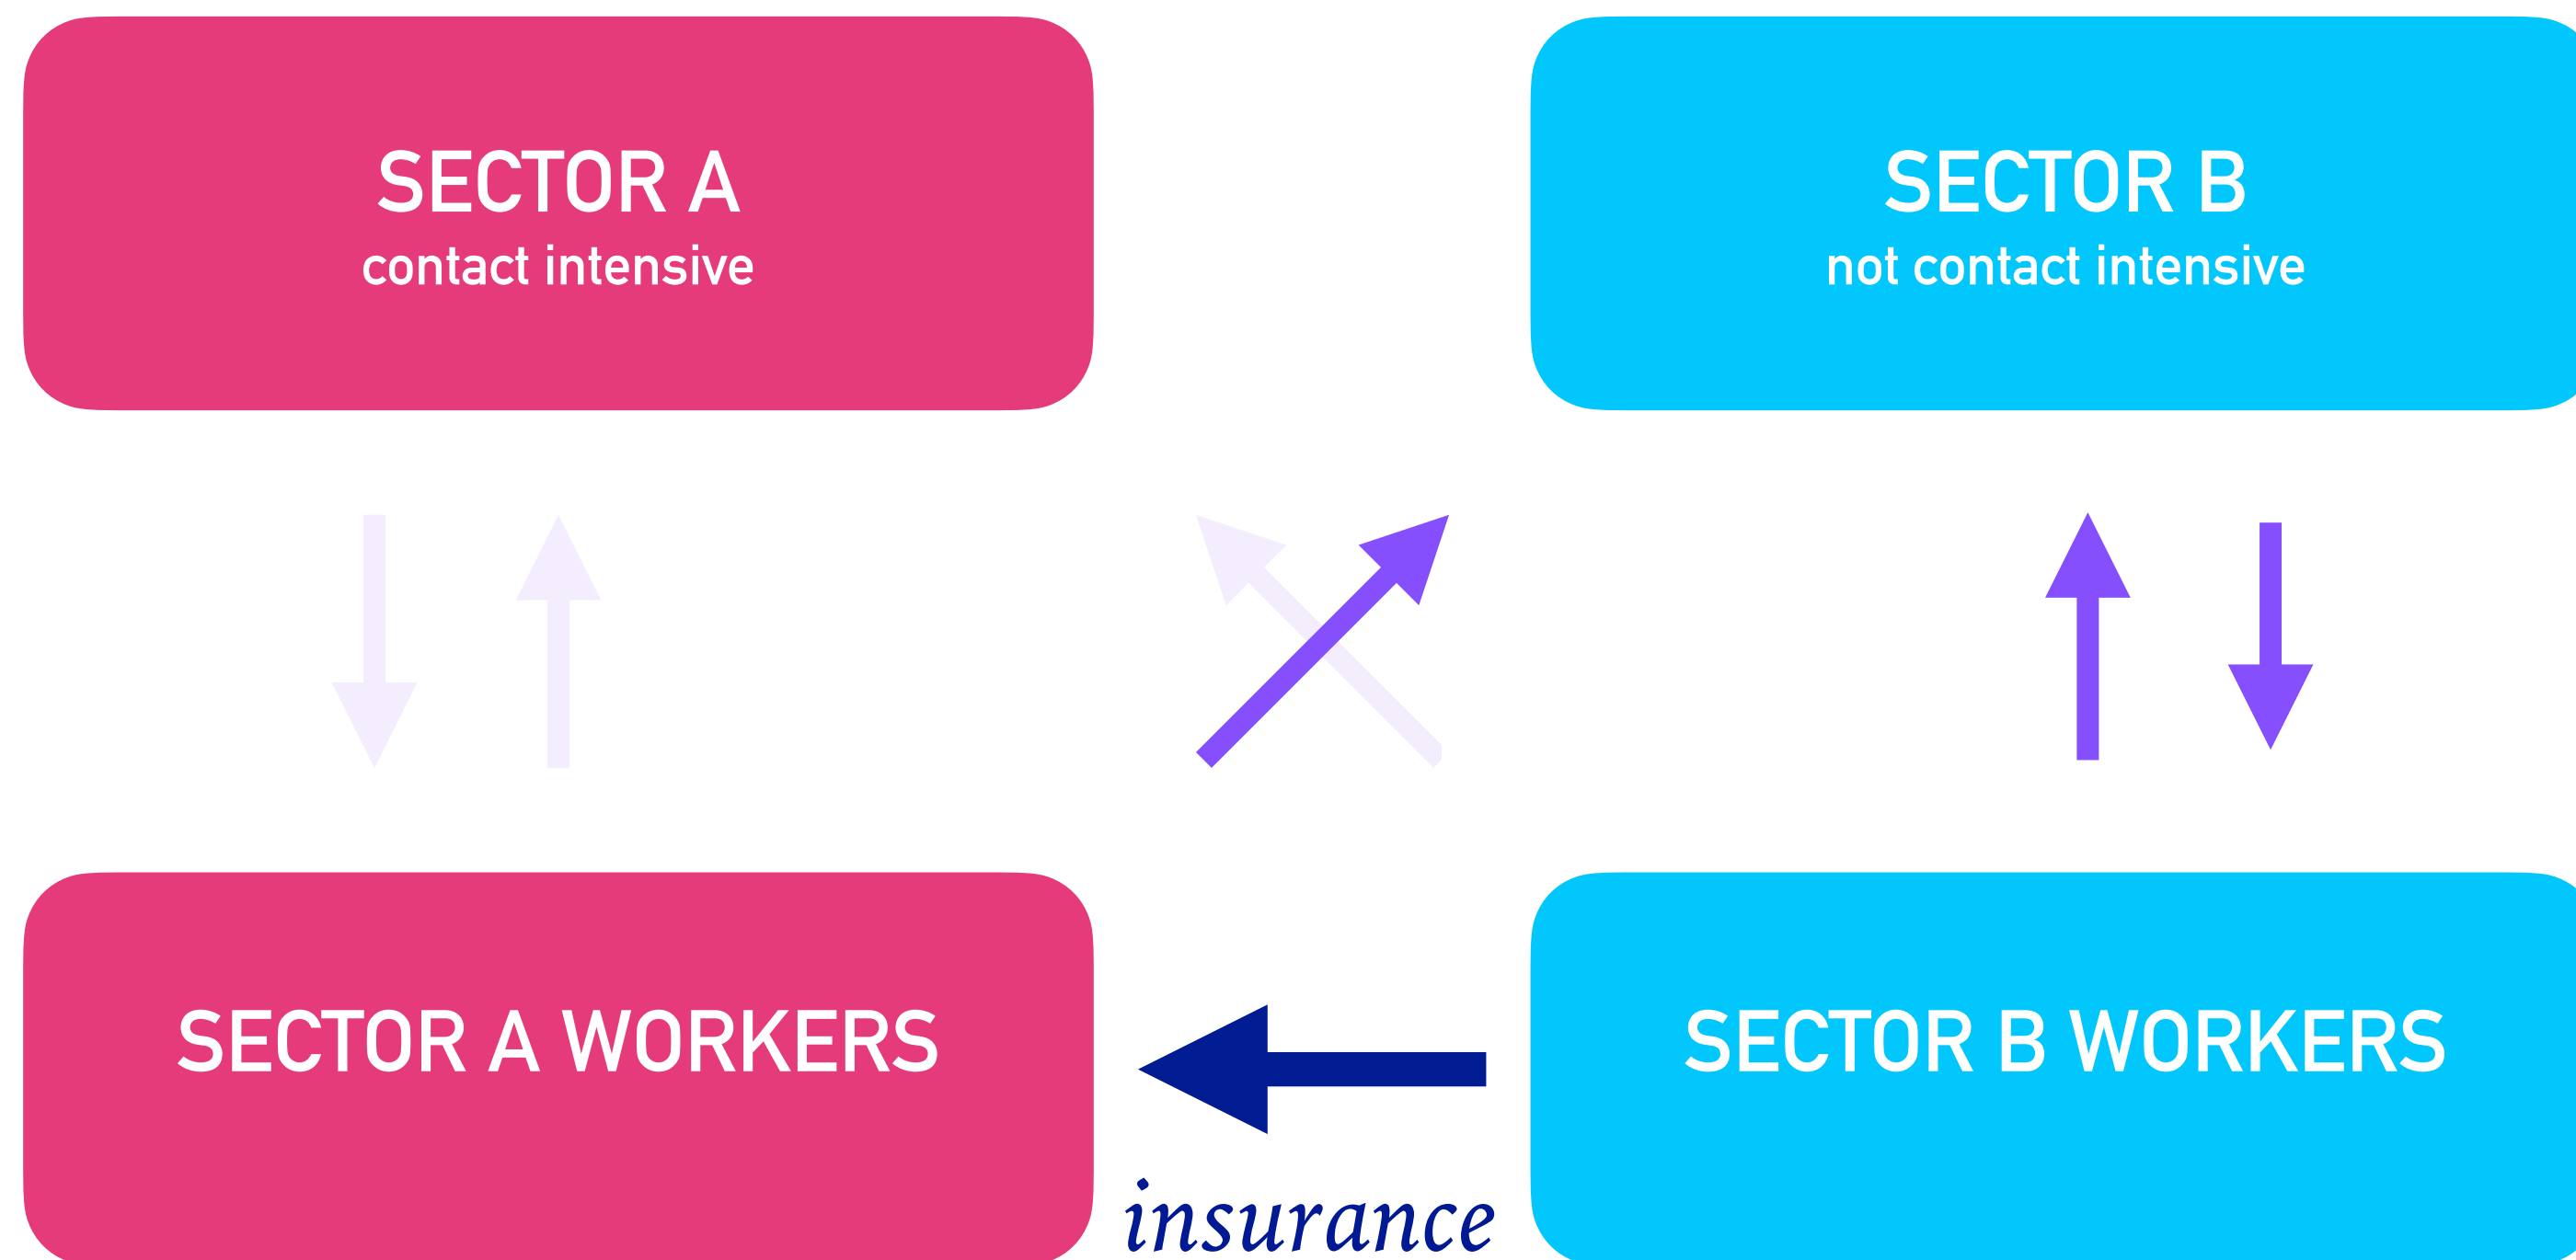 SECTOR A
contact intensive
SECTOR B
not contact intensive
SECTOR A WORKERS
SECTOR B WORKERS
insurance